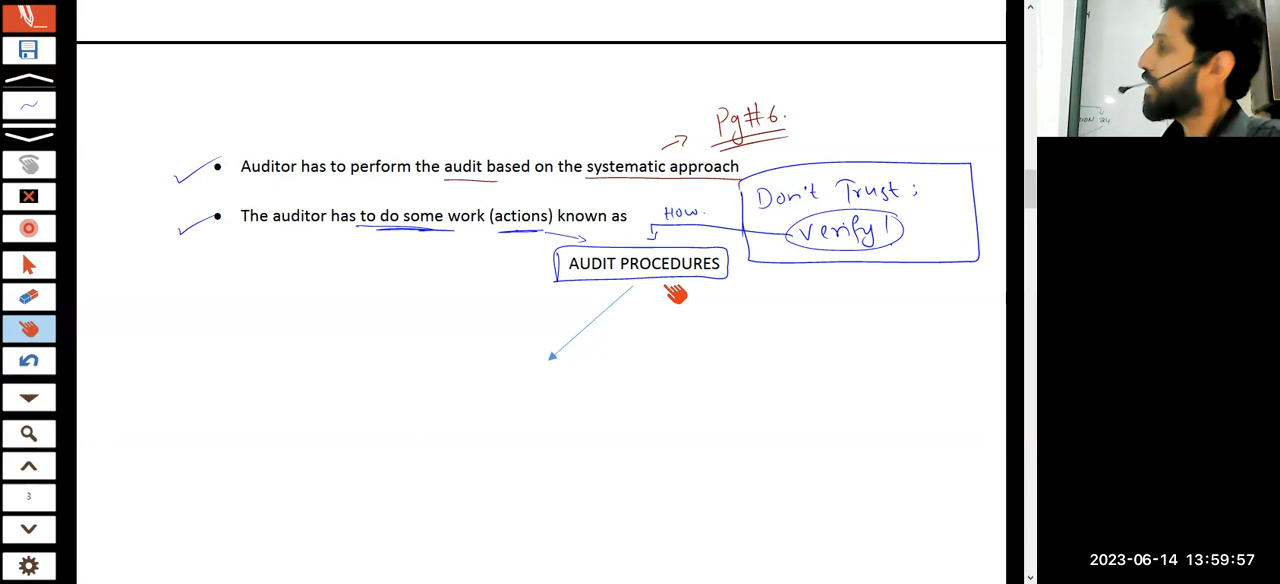 Pg#6.
• Auditor has to perform the audit based on the systematic approach
Don't Trust;
verify!
• The auditor has to do some work (actions) known as
How.
AUDIT PROCEDURES
3
2023-06-14 13:59:57